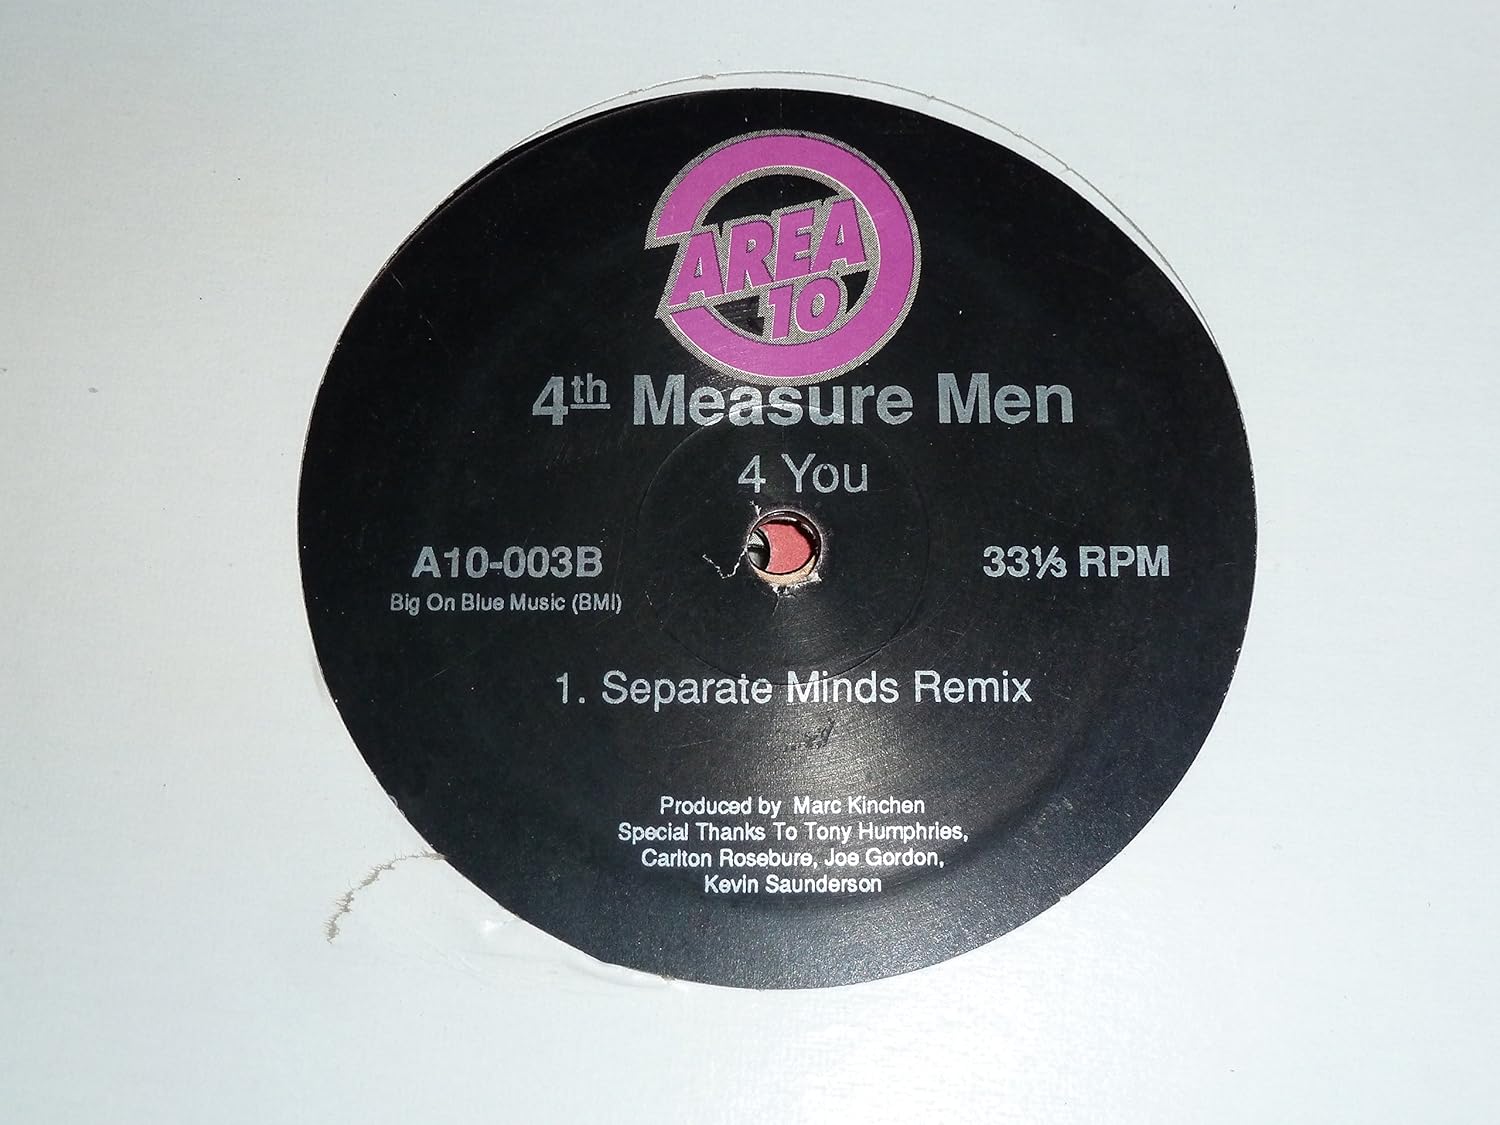 AREA
10
4th Measure Men
4 You
A10-003B
33⅓ RPM
Big On Blue Music (BMI)
1. Separate Minds Remix
Produced by Marc Kinchen
Special Thanks To Tony Humphries,
Carlton Rosebure, Joe Gordon,
Kevin Saunderson